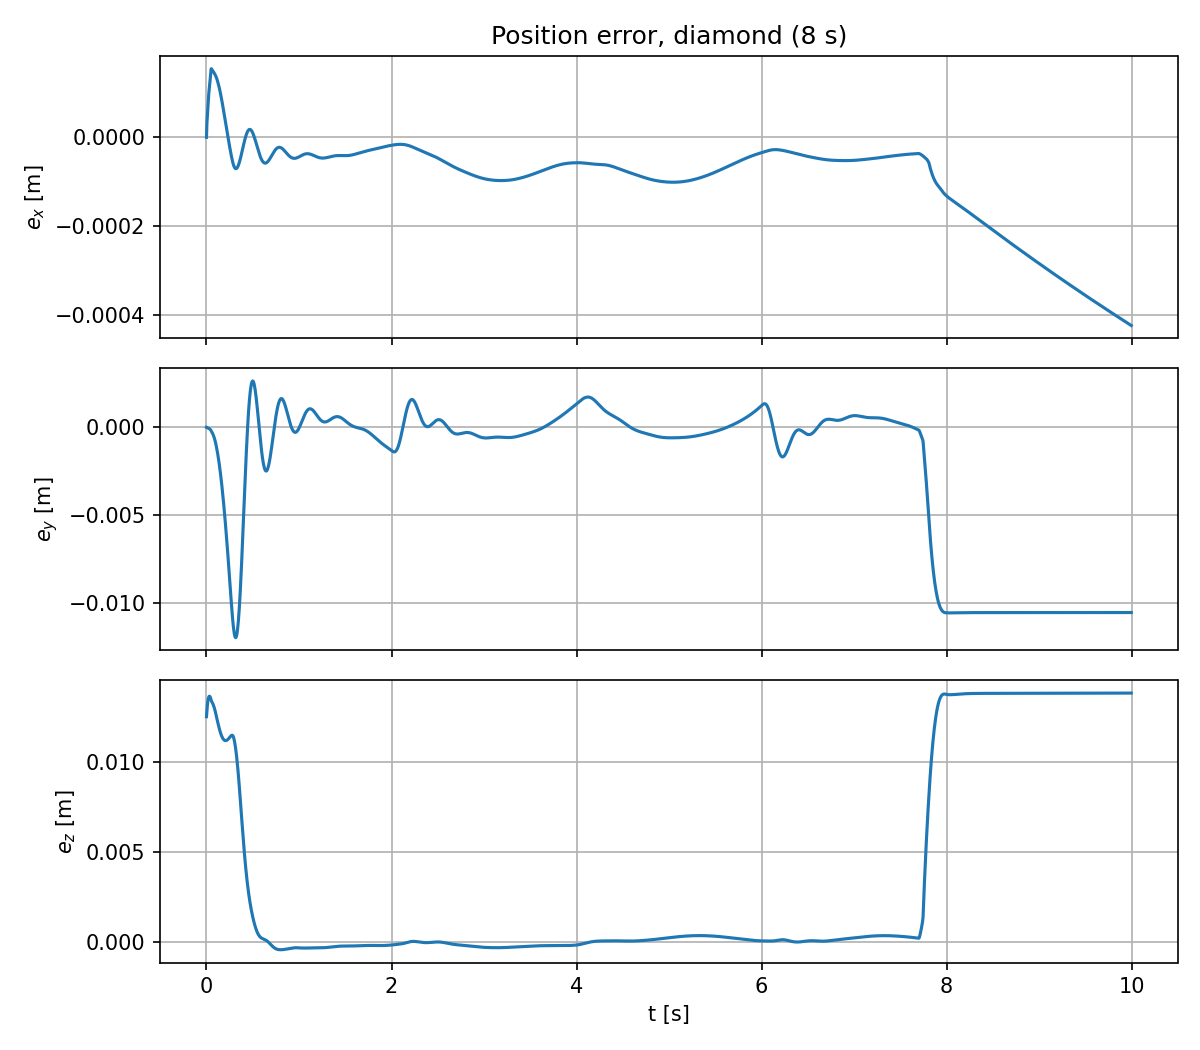 Position error, diamond (8 s)
0.0000
−0.0002
−0.0004
eₓ [m]
0.000
−0.005
−0.010
e_y [m]
0.010
0.005
0.000
e_z [m]
0 2 4 6 8 10
t [s]